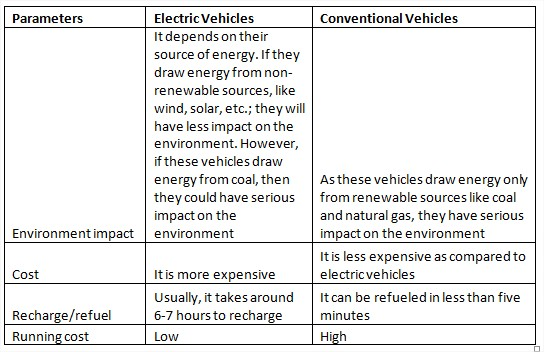 Parameters Electric Vehicles Conventional Vehicles
It depends on their
source of energy. If they
draw energy from non-
renewable sources, like
wind, solar, etc.; they will
have less impact on the
environment. However,
if these vehicles draw
energy from coal, then
they could have serious
impact on the
environment
As these vehicles draw energy only
from renewable sources like coal
and natural gas, they have serious
impact on the environment
Environment impact
Cost
It is more expensive
It is less expensive as compared to
electric vehicles
Recharge/refuel
Usually, it takes around
6-7 hours to recharge
It can be refueled in less than five
minutes
Running cost Low High